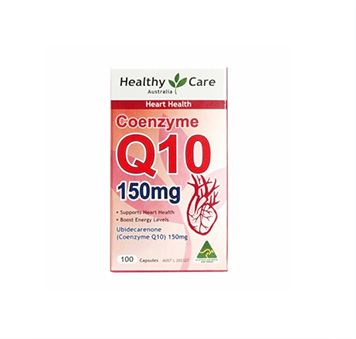 Healthy Care
Australia
Heart Health
Coenzyme
Q10
150mg
• Supports Heart Health
• Boost Energy Levels
Ubidecarenone
(Coenzyme Q10) 150mg
100 Capsules